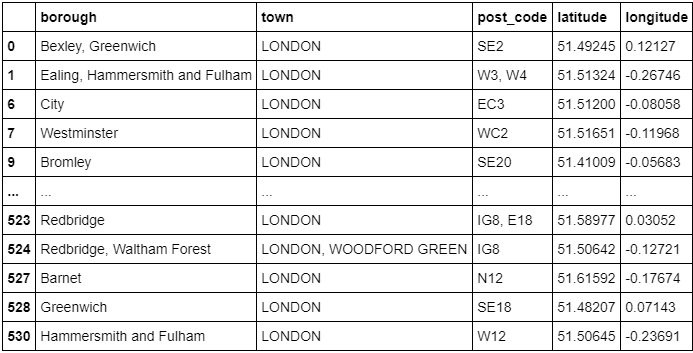 borough town post_code latitude longitude
0 Bexley, Greenwich LONDON SE2 51.49245 0.12127
1 Ealing, Hammersmith and Fulham LONDON W3, W4 51.51324 -0.26746
6 City LONDON EC3 51.51200 -0.08058
7 Westminster LONDON WC2 51.51651 -0.11968
9 Bromley LONDON SE20 51.41009 -0.05683
... ... ... ... ... ...
523 Redbridge LONDON IG8, E18 51.58977 0.03052
524 Redbridge, Waltham Forest LONDON, WOODFORD GREEN IG8 51.50642 -0.12721
527 Barnet LONDON N12 51.61592 -0.17674
528 Greenwich LONDON SE18 51.48207 0.07143
530 Hammersmith and Fulham LONDON W12 51.50645 -0.23691